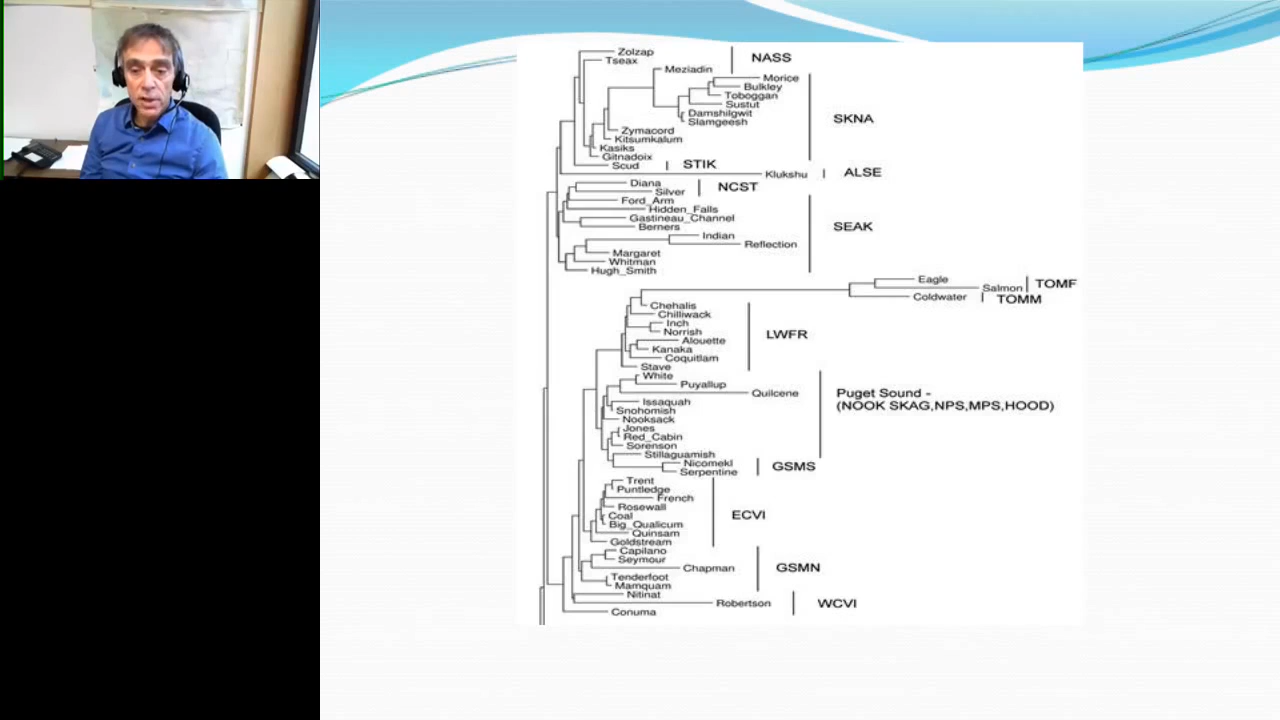 Zolzap
Tseax
NASS
Meziadin
Morice
Bulkley
Toboggan
Sustut
Damshilgwit
Slamgeesh
SKNA
Zymacord
Kitsumkalum
Kasiks
Gitnadoix
Scud
STIK
Klukshu
ALSE
Diana
Silver
NCST
Ford_Arm
Hidden_Falls
Gastineau_Channel
Berners
SEAK
Indian
Reflection
Margaret
Whitman
Hugh_Smith
Eagle
Salmon
TOMF
Coldwater
TOMM
Chehalis
Chilliwack
Inch
Norrish
LWFR
Alouette
Kanaka
Coquitlam
Stave
White
Puyallup
Quilcene
Puget Sound -
(NOOK SKAG,NPS,MPS,HOOD)
Issaquah
Snohomish
Nooksack
Jones
Red_Cabin
Sorenson
Stillaguamish
Nicomekl
Serpentine
GSMS
Trent
Puntledge
French
Rosewall
Coal
ECVI
Big_Qualicum
Quinsam
Goldstream
Capilano
Seymour
Chapman
GSMN
Tenderfoot
Mamquam
Nitinat
Robertson
WCVI
Conuma